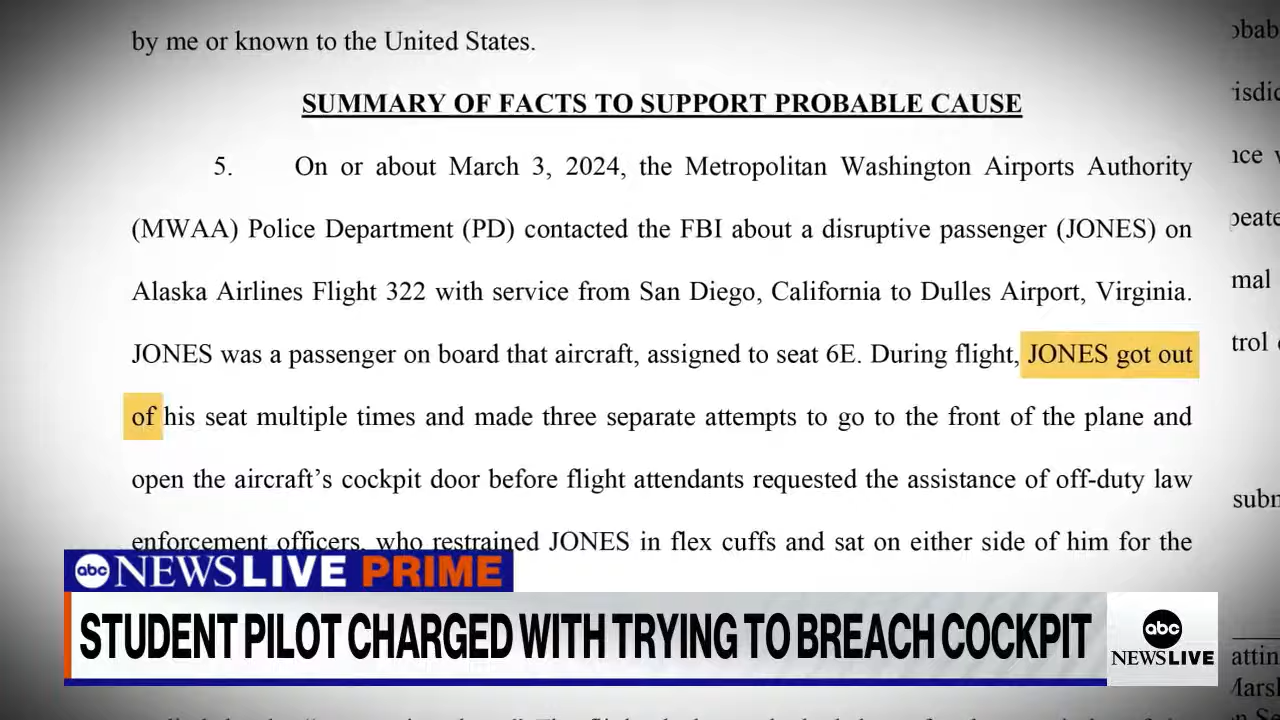 by me or known to the United States.
SUMMARY OF FACTS TO SUPPORT PROBABLE CAUSE
5. On or about March 3, 2024, the Metropolitan Washington Airports Authority
(MWAA) Police Department (PD) contacted the FBI about a disruptive passenger (JONES) on
Alaska Airlines Flight 322 with service from San Diego, California to Dulles Airport, Virginia.
JONES was a passenger on board that aircraft, assigned to seat 6E. During flight, JONES got out
of his seat multiple times and made three separate attempts to go to the front of the plane and
open the aircraft's cockpit door before flight attendants requested the assistance of off-duty law
enforcement officers, who restrained JONES in flex cuffs and sat on either side of him for the
abc NEWS LIVE PRIME
STUDENT PILOT CHARGED WITH TRYING TO BREACH COCKPIT
abc
NEWS LIVE